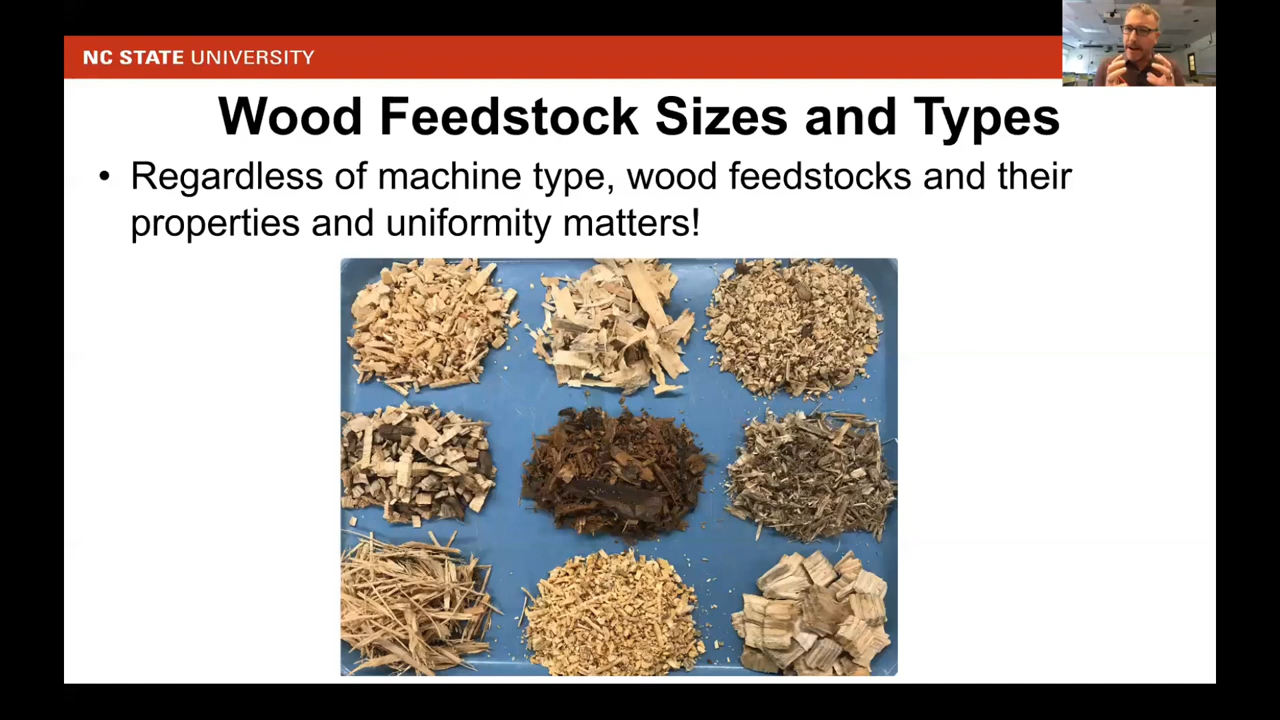 NC STATE UNIVERSITY
Wood Feedstock Sizes and Types
• Regardless of machine type, wood feedstocks and their
properties and uniformity matters!